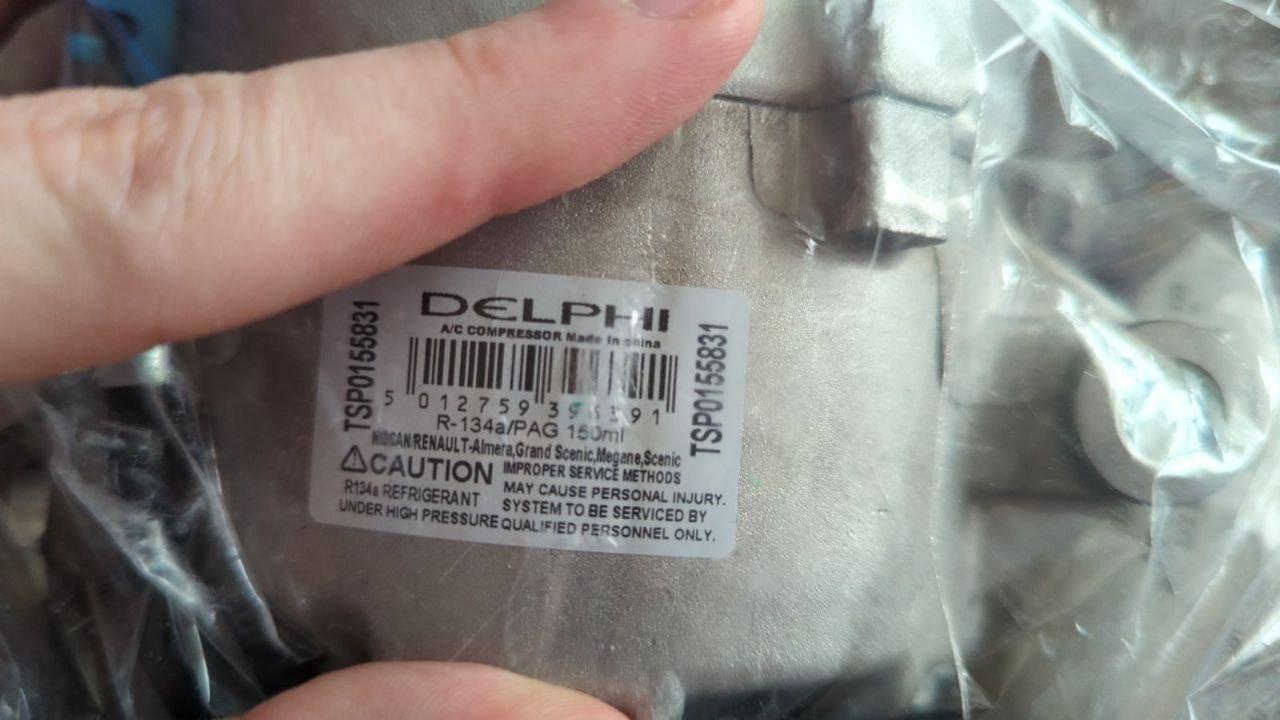 DELPHI
A/C COMPRESSOR Made in china
TSP0155831
TSP0155831
5 012759 393391
R-134a/PAG 150ml
NISSAN/RENAULT-Almera,Grand Scenic,Megane,Scenic
CAUTION
R134a REFRIGERANT
UNDER HIGH PRESSURE
IMPROPER SERVICE METHODS
MAY CAUSE PERSONAL INJURY.
SYSTEM TO BE SERVICED BY
QUALIFIED PERSONNEL ONLY.